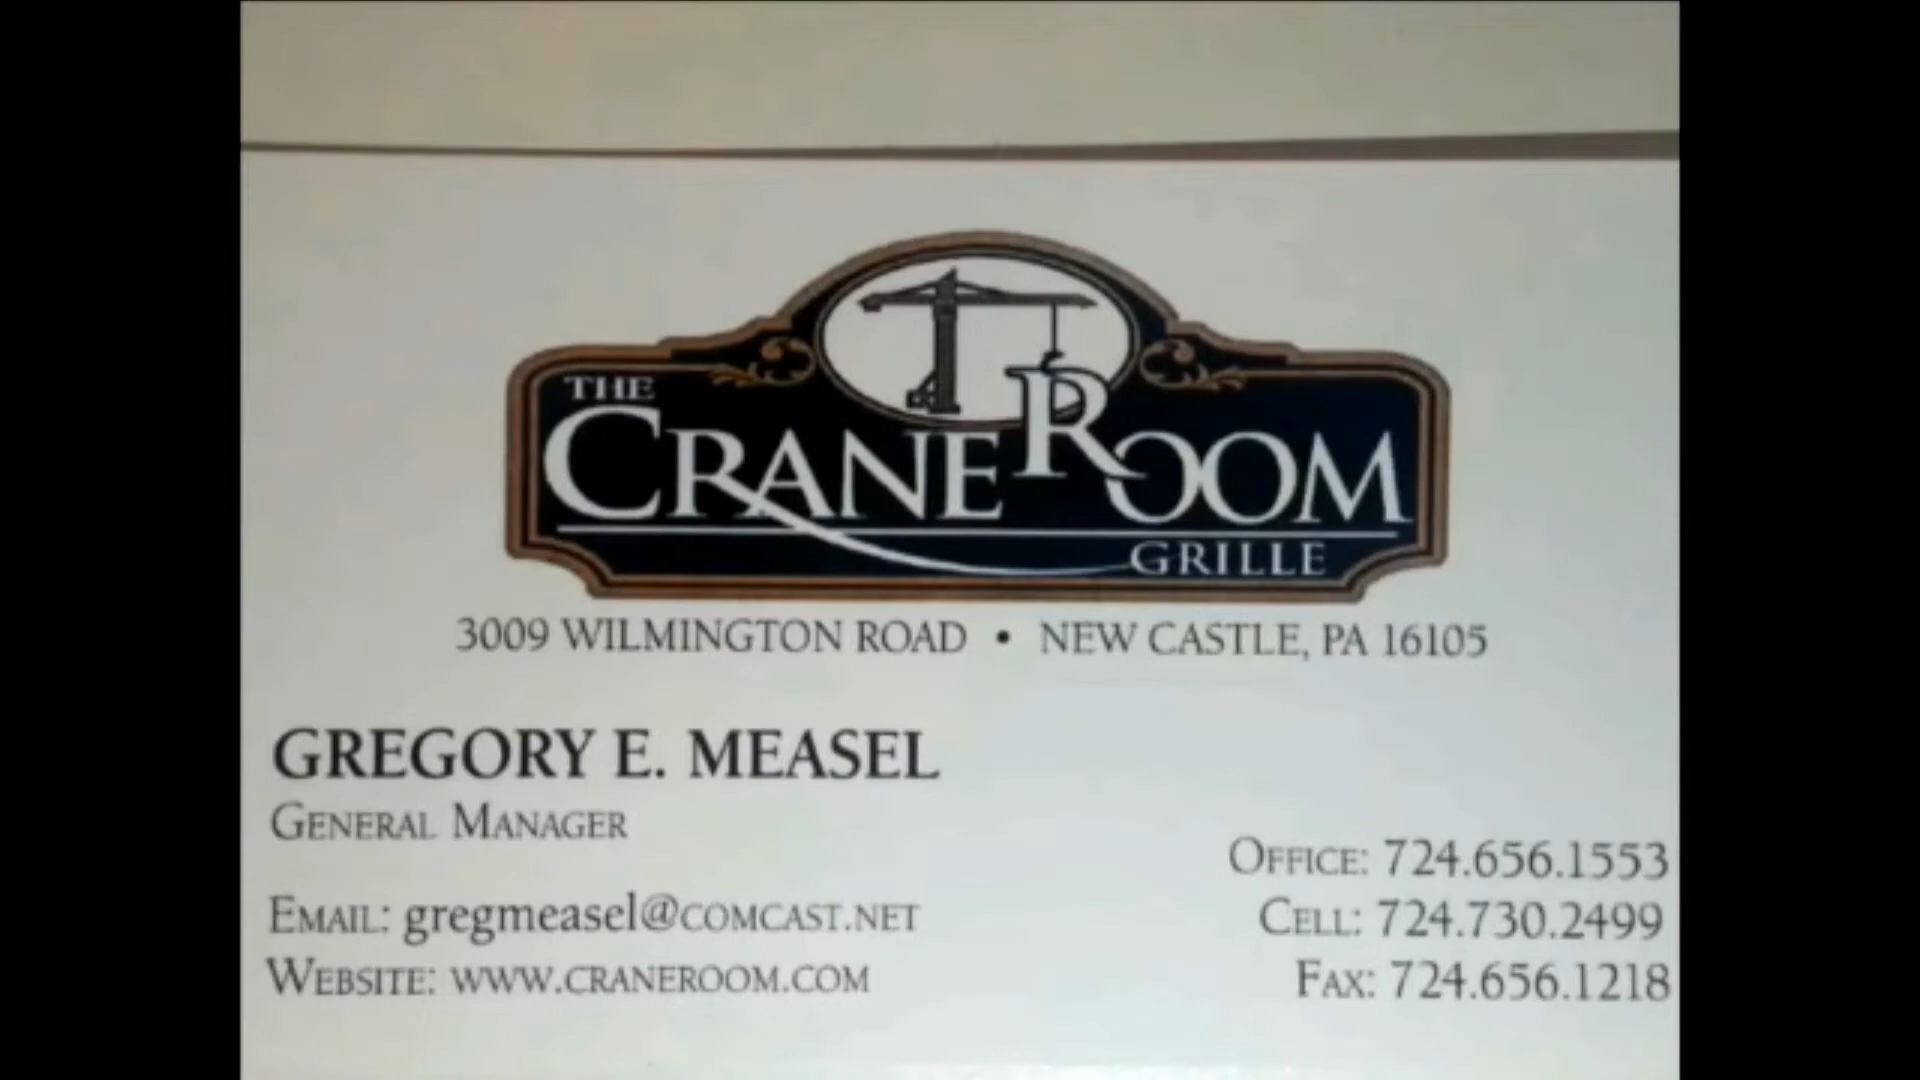 THE
CRANE ROOM
GRILLE
3009 WILMINGTON ROAD • NEW CASTLE, PA 16105
GREGORY E. MEASEL
GENERAL MANAGER
EMAIL: gregmeasel@COMCAST.NET
WEBSITE: WWW.CRANEROOM.COM
OFFICE: 724.656.1553
CELL: 724.730.2499
FAX: 724.656.1218